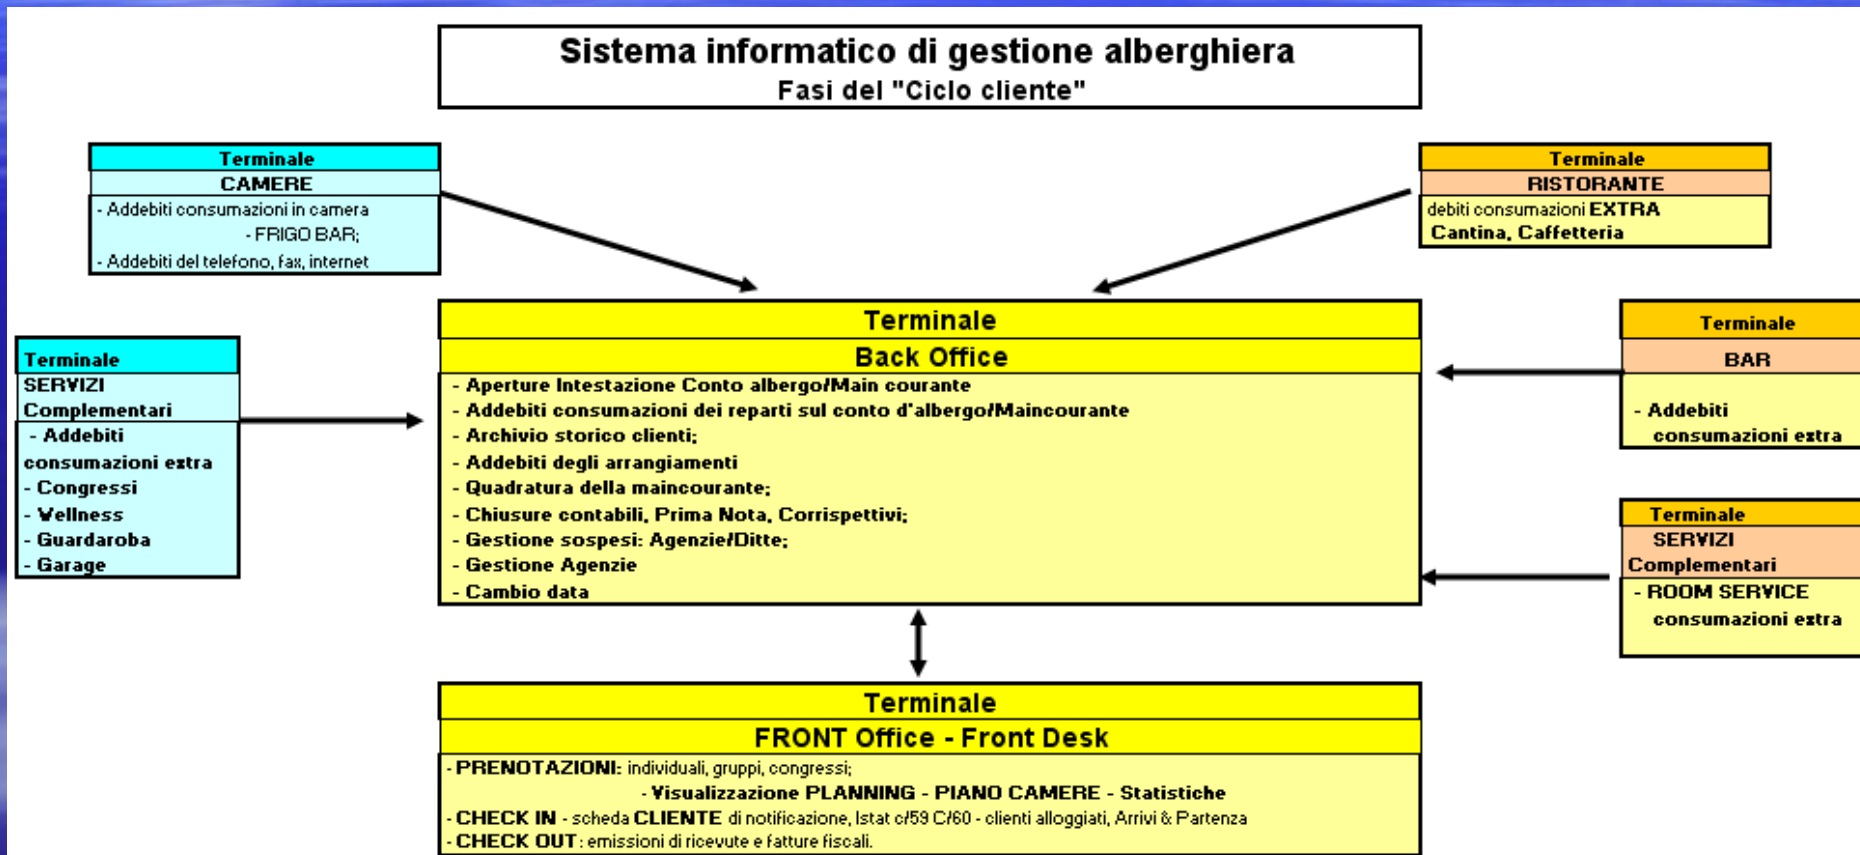 Sistema informatico di gestione alberghiera
Fasi del "Ciclo cliente"
Terminale
CAMERE
- Addebiti consumazioni in camera
- FRIGO BAR;
- Addebiti del telefono, fax, internet
Terminale
RISTORANTE
debiti consumazioni EXTRA
Cantina, Caffetteria
Terminale
SERVIZI
Complementari
- Addebiti
consumazioni extra
- Congressi
- Wellness
- Guardaroba
- Garage
Terminale
Back Office
- Aperture Intestazione Conto albergo/Main courante
- Addebiti consumazioni dei reparti sul conto d'albergo/Maincourante
- Archivio storico clienti;
- Addebiti degli arrangiamenti
- Quadratura della maincourante;
- Chiusure contabili, Prima Nota, Corrispettivi;
- Gestione sospesi: Agenzie/Ditte;
- Gestione Agenzie
- Cambio data
Terminale
BAR
- Addebiti
consumazioni extra
Terminale
SERVIZI
Complementari
- ROOM SERVICE
consumazioni extra
Terminale
FRONT Office - Front Desk
- PRENOTAZIONI: individuali, gruppi, congressi;
- Visualizzazione PLANNING - PIANO CAMERE - Statistiche
- CHECK IN - scheda CLIENTE di notificazione, Istat c/59 C/60 - clienti alloggiati, Arrivi & Partenza
- CHECK OUT: emissioni di ricevute e fatture fiscali.